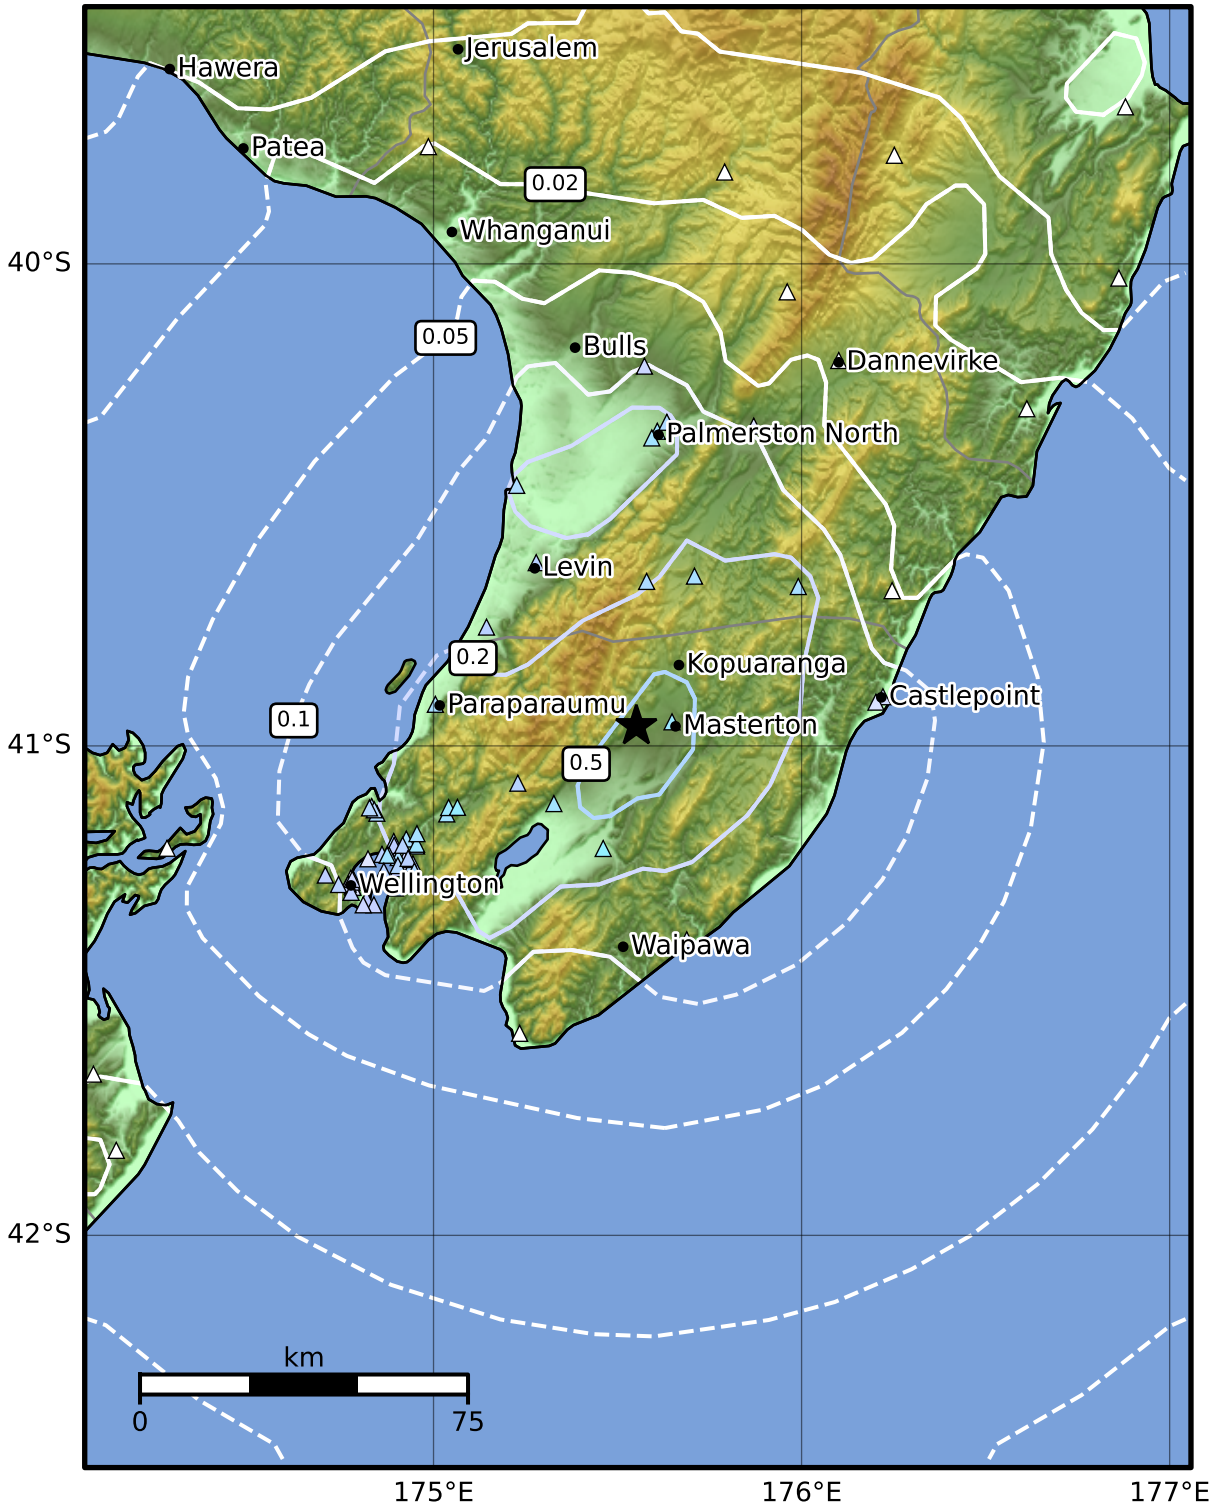 Jerusalem
Hawera
Patea
0.02
Whanganui
40°S
0.05
Bulls
Dannevirke
Palmerston North
Levin
0.2
Kopuaranga
Castlepoint
Paraparaumu
0.1
Masterton
41°S
0.5
Wellington
Waipawa
42°S
km
0
75
175°E
176°E
177°E